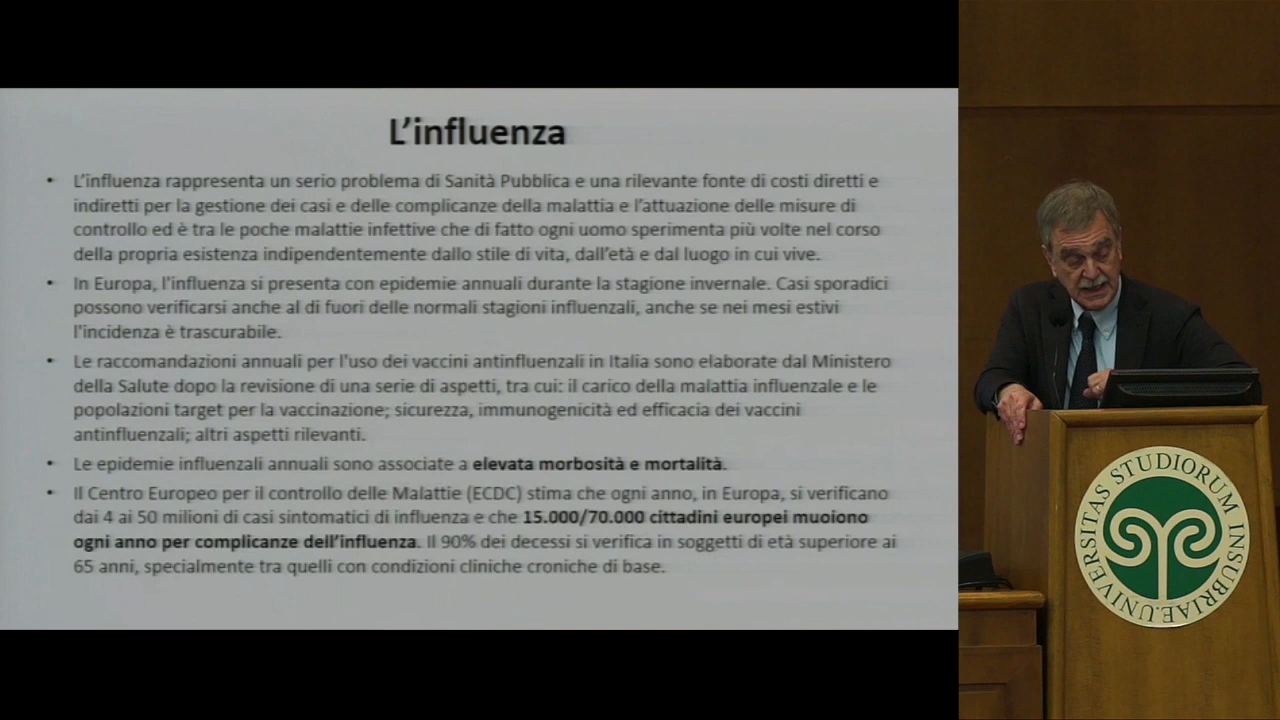 L'influenza
• L'influenza rappresenta un serio problema di Sanità Pubblica e una rilevante fonte di costi diretti e
indiretti per la gestione dei casi e delle complicanze della malattia e l'attuazione delle misure di
controllo ed è tra le poche malattie infettive che di fatto ogni uomo sperimenta più volte nel corso
della propria esistenza indipendentemente dallo stile di vita, dall'età e dal luogo in cui vive.
• In Europa, l'influenza si presenta con epidemie annuali durante la stagione invernale. Casi sporadici
possono verificarsi anche al di fuori delle normali stagioni influenzali, anche se nei mesi estivi
l'incidenza è trascurabile.
• Le raccomandazioni annuali per l'uso dei vaccini antinfluenzali in Italia sono elaborate dal Ministero
della Salute dopo la revisione di una serie di aspetti, tra cui: il carico della malattia influenzale e le
popolazioni target per la vaccinazione; sicurezza, immunogenicità ed efficacia dei vaccini
antinfluenzali; altri aspetti rilevanti.
• Le epidemie influenzali annuali sono associate a elevata morbosità e mortalità.
• Il Centro Europeo per il controllo delle Malattie (ECDC) stima che ogni anno, in Europa, si verificano
dai 4 ai 50 milioni di casi sintomatici di influenza e che 15.000/70.000 cittadini europei muoiono
ogni anno per complicanze dell'influenza. Il 90% dei decessi si verifica in soggetti di età superiore ai
65 anni, specialmente tra quelli con condizioni cliniche croniche di base.
UNIVERSITAS STUDIORUM INSUBRIAE